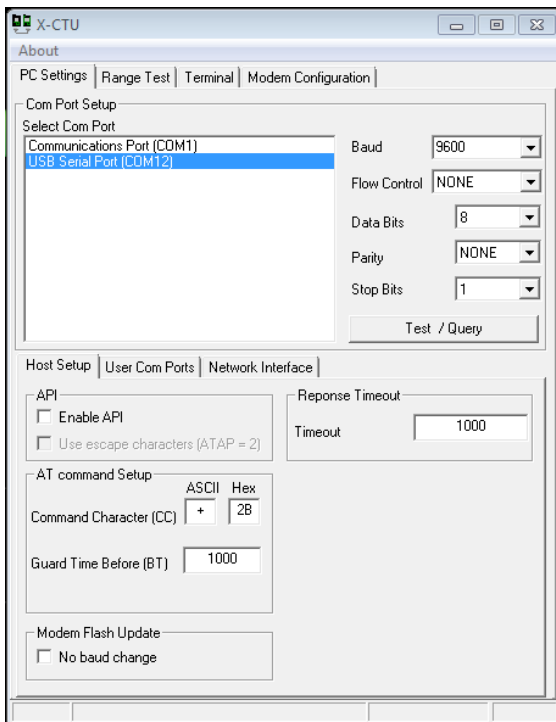 X-CTU
About
PC Settings Range Test Terminal Modem Configuration
Com Port Setup
Select Com Port
Communications Port (COM1)
USB Serial Port (COM12)
Baud 9600
Flow Control NONE
Data Bits 8
Parity NONE
Stop Bits 1
Test / Query
Host Setup User Com Ports Network Interface
API
Enable API
Use escape characters (ATAP = 2)
Reponse Timeout
Timeout 1000
AT command Setup
ASCII Hex
Command Character (CC) + 2B
Guard Time Before (BT) 1000
Modem Flash Update
No baud change